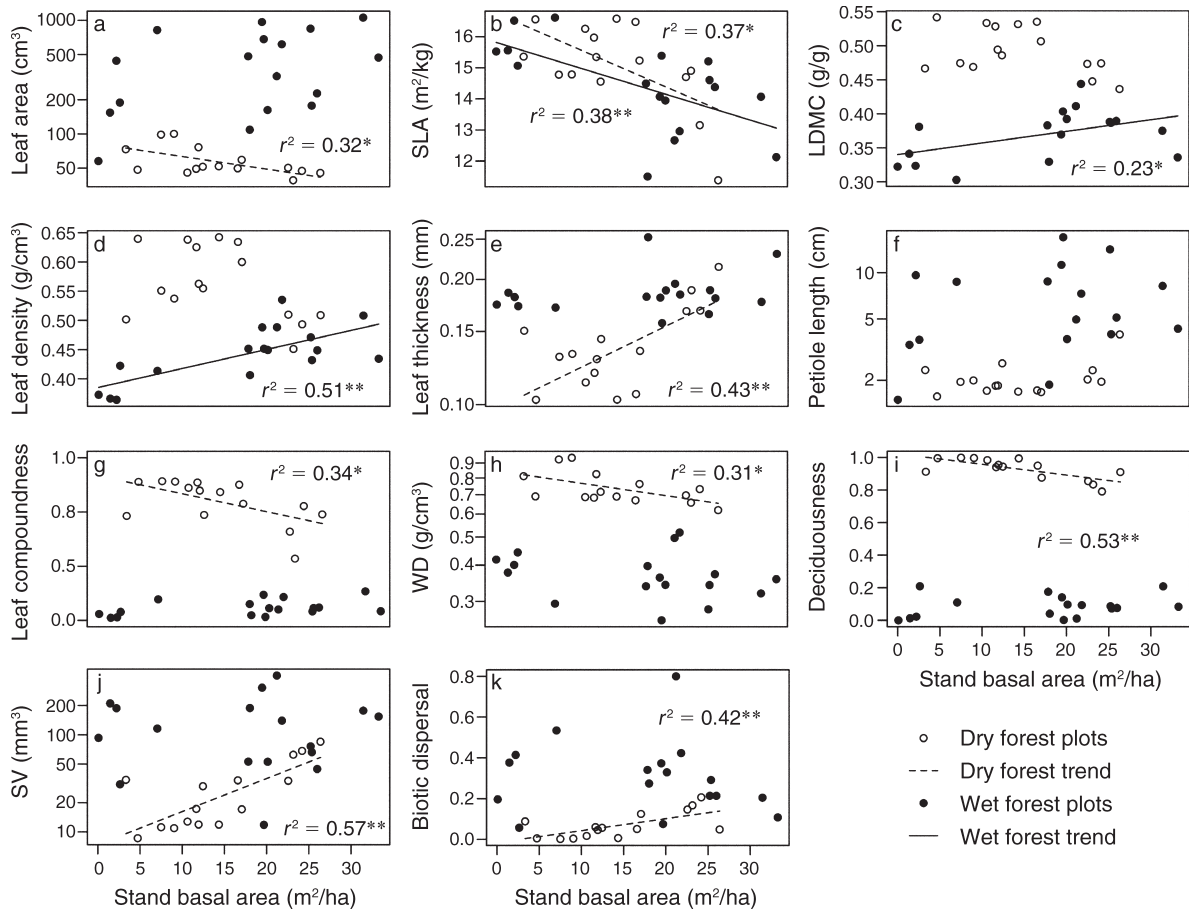 a
Leaf area (cm³)
1000
500
200
100
50
r² = 0.32*
b
SLA (m²/kg)
16
15
14
13
12
r² = 0.37*
r² = 0.38**
c
LDMC (g/g)
0.55
0.50
0.45
0.40
0.35
0.30
r² = 0.23*
d
Leaf density (g/cm³)
0.65
0.60
0.55
0.50
0.45
0.40
r² = 0.51**
e
Leaf thickness (mm)
0.25
0.20
0.15
0.10
r² = 0.43**
f
Petiole length (cm)
10
5
2
g
Leaf compoundness
1.0
0.8
0.5
0.2
0.0
r² = 0.34*
h
WD (g/cm³)
0.9
0.8
0.7
0.6
0.5
0.4
0.3
r² = 0.31*
i
Deciduousness
1.0
0.8
0.6
0.4
0.2
0.0
r² = 0.53**
0 5 10 15 20 25 30
Stand basal area (m²/ha)
j
SV (mm³)
200
100
50
20
10
r² = 0.57**
0 5 10 15 20 25 30
Stand basal area (m²/ha)
k
Biotic dispersal
0.8
0.6
0.4
0.2
0.0
r² = 0.42**
0 5 10 15 20 25 30
Stand basal area (m²/ha)
Dry forest plots
Dry forest trend
Wet forest plots
Wet forest trend